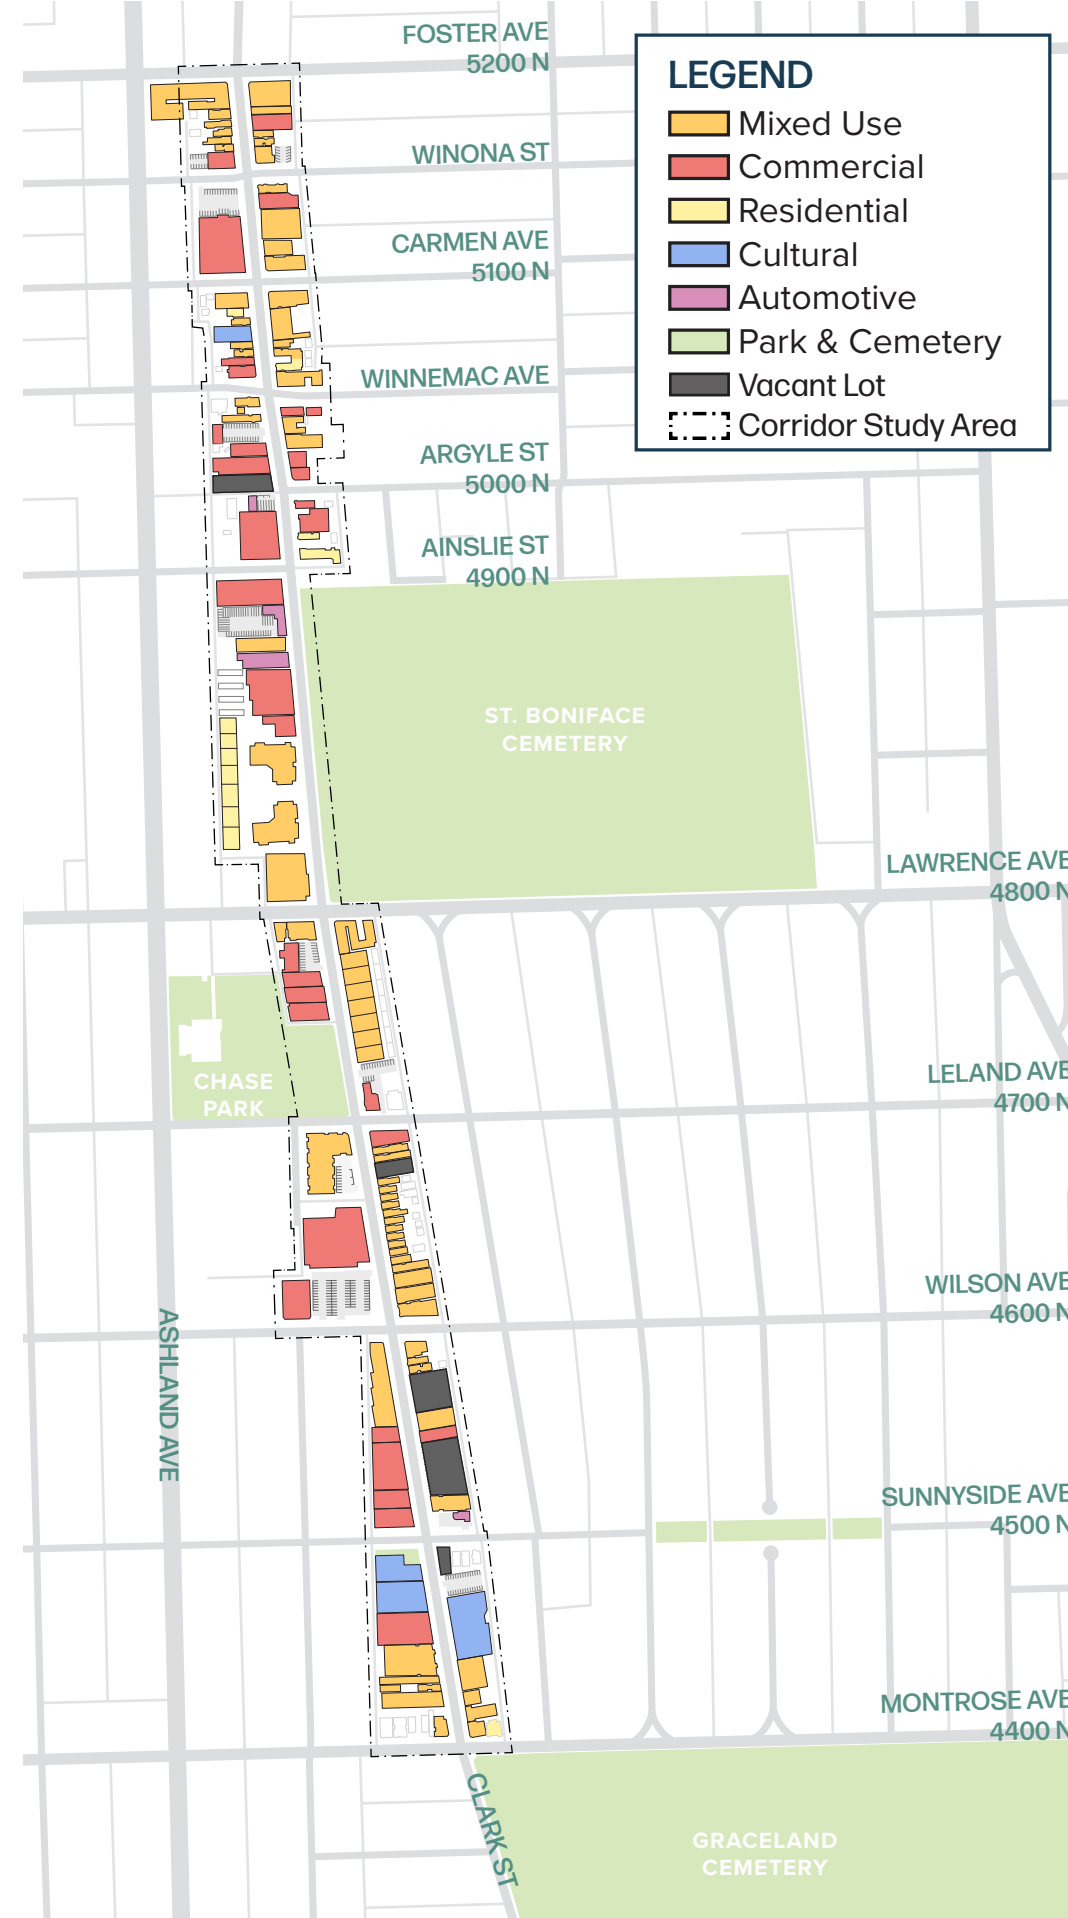 FOSTER AVE
5200 N
LEGEND
Mixed Use
Commercial
Residential
Cultural
Automotive
Park & Cemetery
Vacant Lot
Corridor Study Area
WINONA ST
CARMEN AVE
5100 N
WINNEMAC AVE
ARGYLE ST
5000 N
AINSLIE ST
4900 N
ST. BONIFACE
CEMETERY
LAWRENCE AVE
4800 N
CHASE
PARK
LELAND AVE
4700 N
WILSON AVE
4600 N
ASHLAND AVE
SUNNYSIDE AVE
4500 N
MONTROSE AVE
4400 N
CLARK ST
GRACELAND
CEMETERY